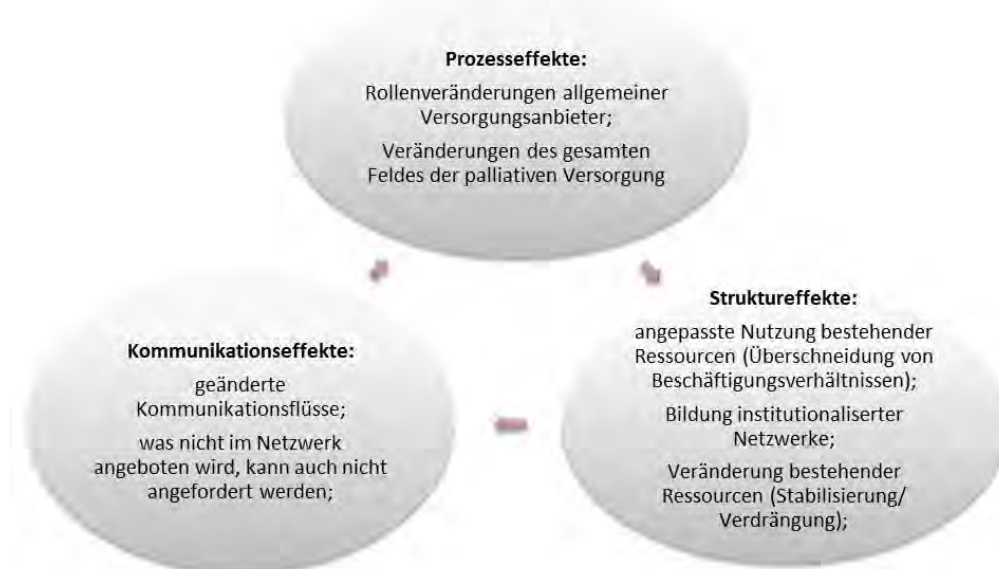 Prozesseffekte:
Rollenveränderungen allgemeiner
Versorgungsanbieter;
Veränderungen des gesamten
Feldes der palliativen Versorgung
Kommunikationseffekte:
geänderte
Kommunikationsflüsse;
was nicht im Netzwerk
angeboten wird, kann auch nicht
angefordert werden;
Struktureffekte:
angepasste Nutzung bestehender
Ressourcen (Überschneidung von
Beschäftigungsverhältnissen);
Bildung institutionaliserter
Netzwerke;
Veränderung bestehender
Ressourcen (Stabilisierung/
Verdrängung);